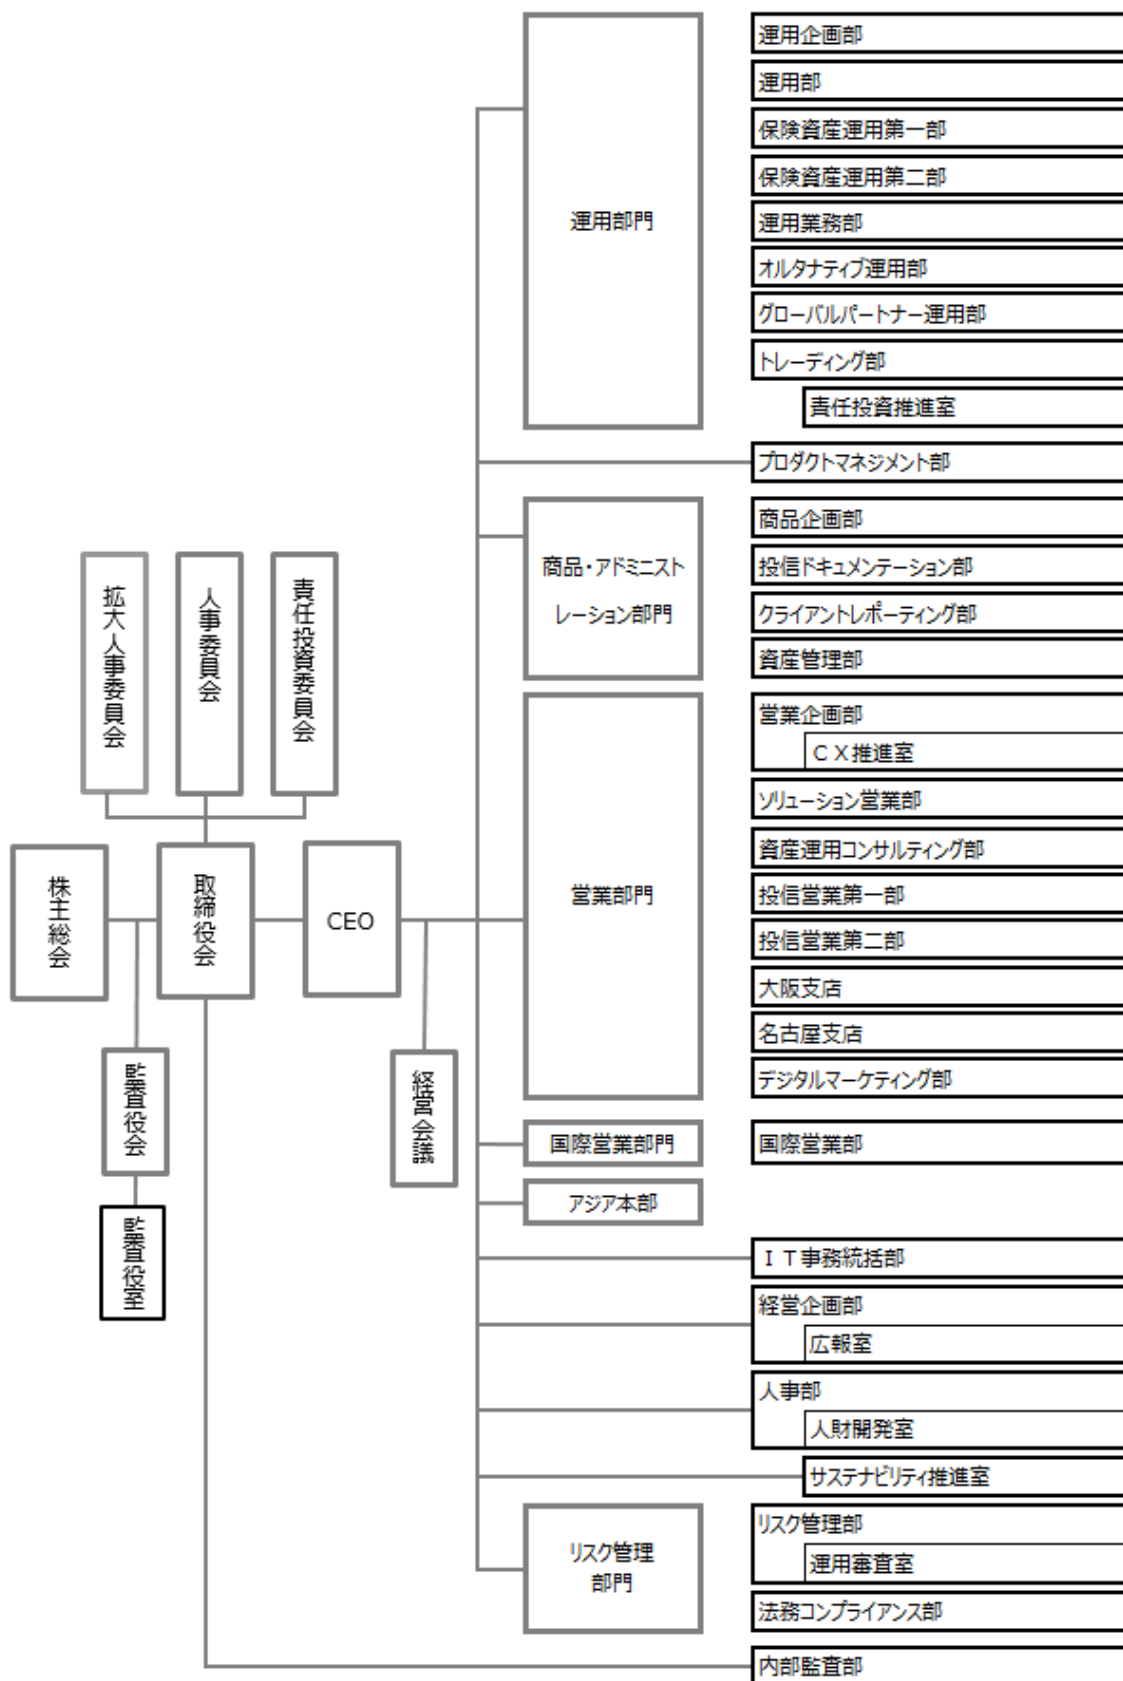 運用企画部
運用部
保険資産運用第一部
保険資産運用第二部
運用部門
運用業務部
オルタナティブ運用部
グローバルパートナー運用部
トレーディング部
責任投資推進室
プロダクトマネジメント部
商品企画部
商品・アドミニスト
レーション部門
投信ドキュメンテーション部
クライアントレポーティング部
資産管理部
拡大人事委員会
人事委員会
責任投資委員会
営業企画部
ＣＸ推進室
ソリューション営業部
資産運用コンサルティング部
株主総会
取締役会
CEO
営業部門
投信営業第一部
投信営業第二部
大阪支店
名古屋支店
デジタルマーケティング部
監査役会
経営会議
国際営業部門
国際営業部
アジア本部
監査役室
ＩＴ事務統括部
経営企画部
広報室
人事部
人財開発室
サステナビリティ推進室
リスク管理
部門
リスク管理部
運用審査室
法務コンプライアンス部
内部監査部